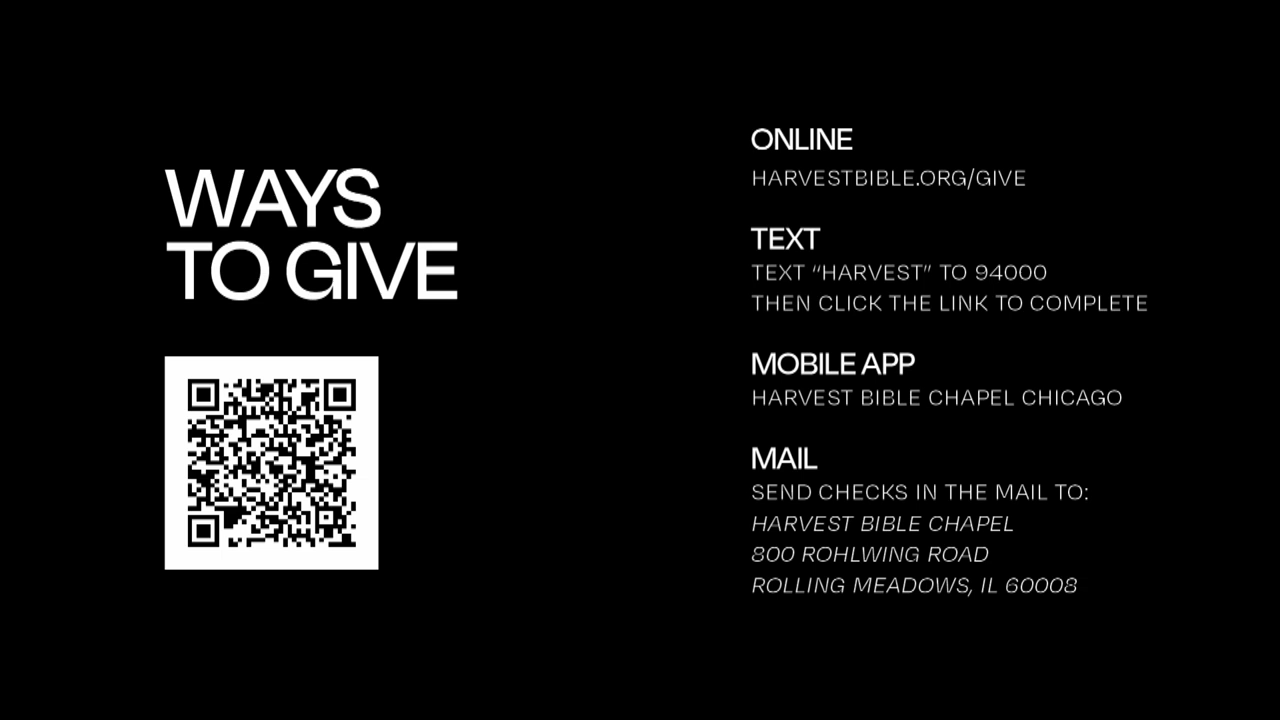 WAYS
TO GIVE
ONLINE
HARVESTBIBLE.ORG/GIVE
TEXT
TEXT “HARVEST” TO 94000
THEN CLICK THE LINK TO COMPLETE
MOBILE APP
HARVEST BIBLE CHAPEL CHICAGO
MAIL
SEND CHECKS IN THE MAIL TO:
HARVEST BIBLE CHAPEL
800 ROHLWING ROAD
ROLLING MEADOWS, IL 60008